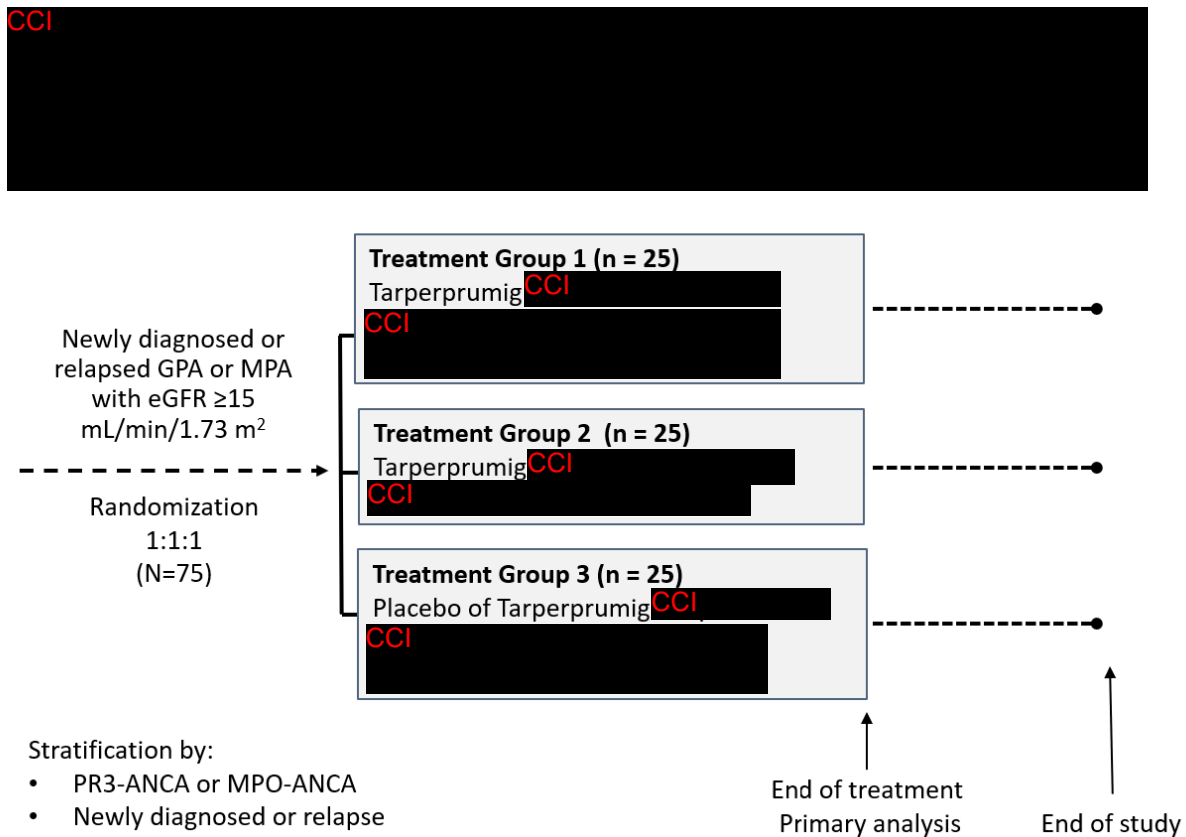 CCI
Treatment Group 1 (n = 25)
Tarperprumig CCI
CCI
Newly diagnosed or
relapsed GPA or MPA
with eGFR ≥15
mL/min/1.73 m²
Randomization
1:1:1
(N=75)
Treatment Group 2 (n = 25)
Tarperprumig CCI
CCI
Treatment Group 3 (n = 25)
Placebo of Tarperprumig CCI
CCI
Stratification by:
• PR3-ANCA or MPO-ANCA
• Newly diagnosed or relapse
End of treatment
Primary analysis
End of study